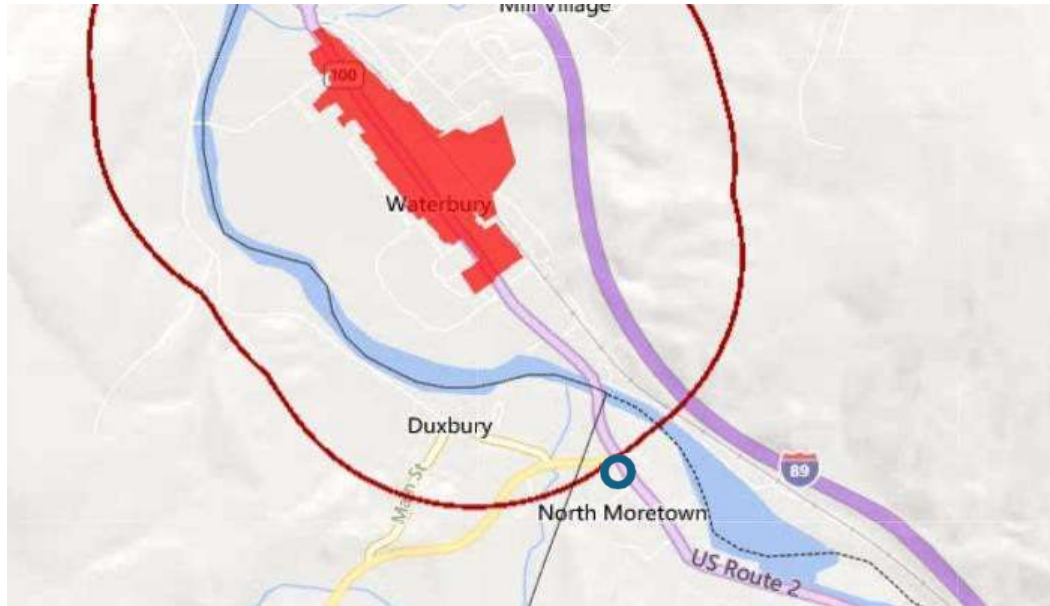 Mill Village
100
Waterbury
Duxbury
Main St
89
North Moretown
US Route 2